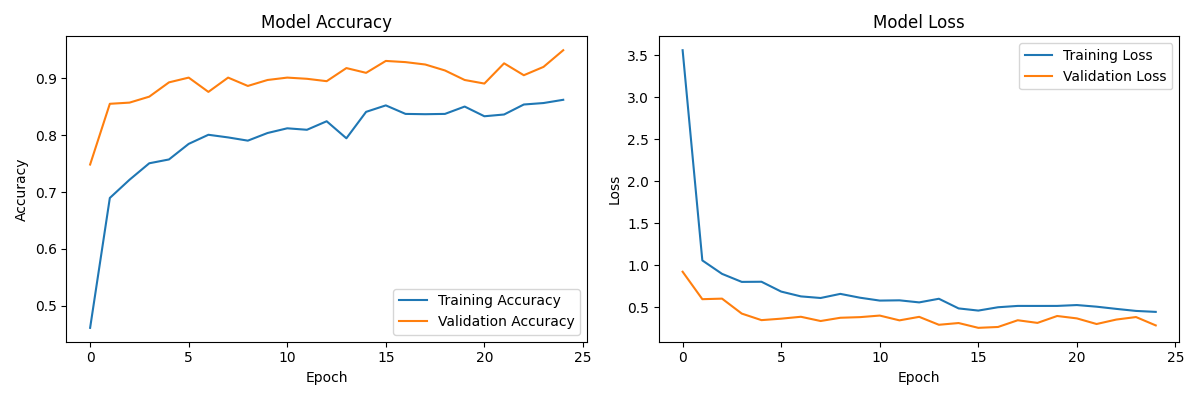 Model Accuracy
Accuracy
0.9
0.8
0.7
0.6
0.5
Training Accuracy
Validation Accuracy
0 5 10 15 20 25
Epoch
Model Loss
Loss
3.5
3.0
2.5
2.0
1.5
1.0
0.5
Training Loss
Validation Loss
0 5 10 15 20 25
Epoch